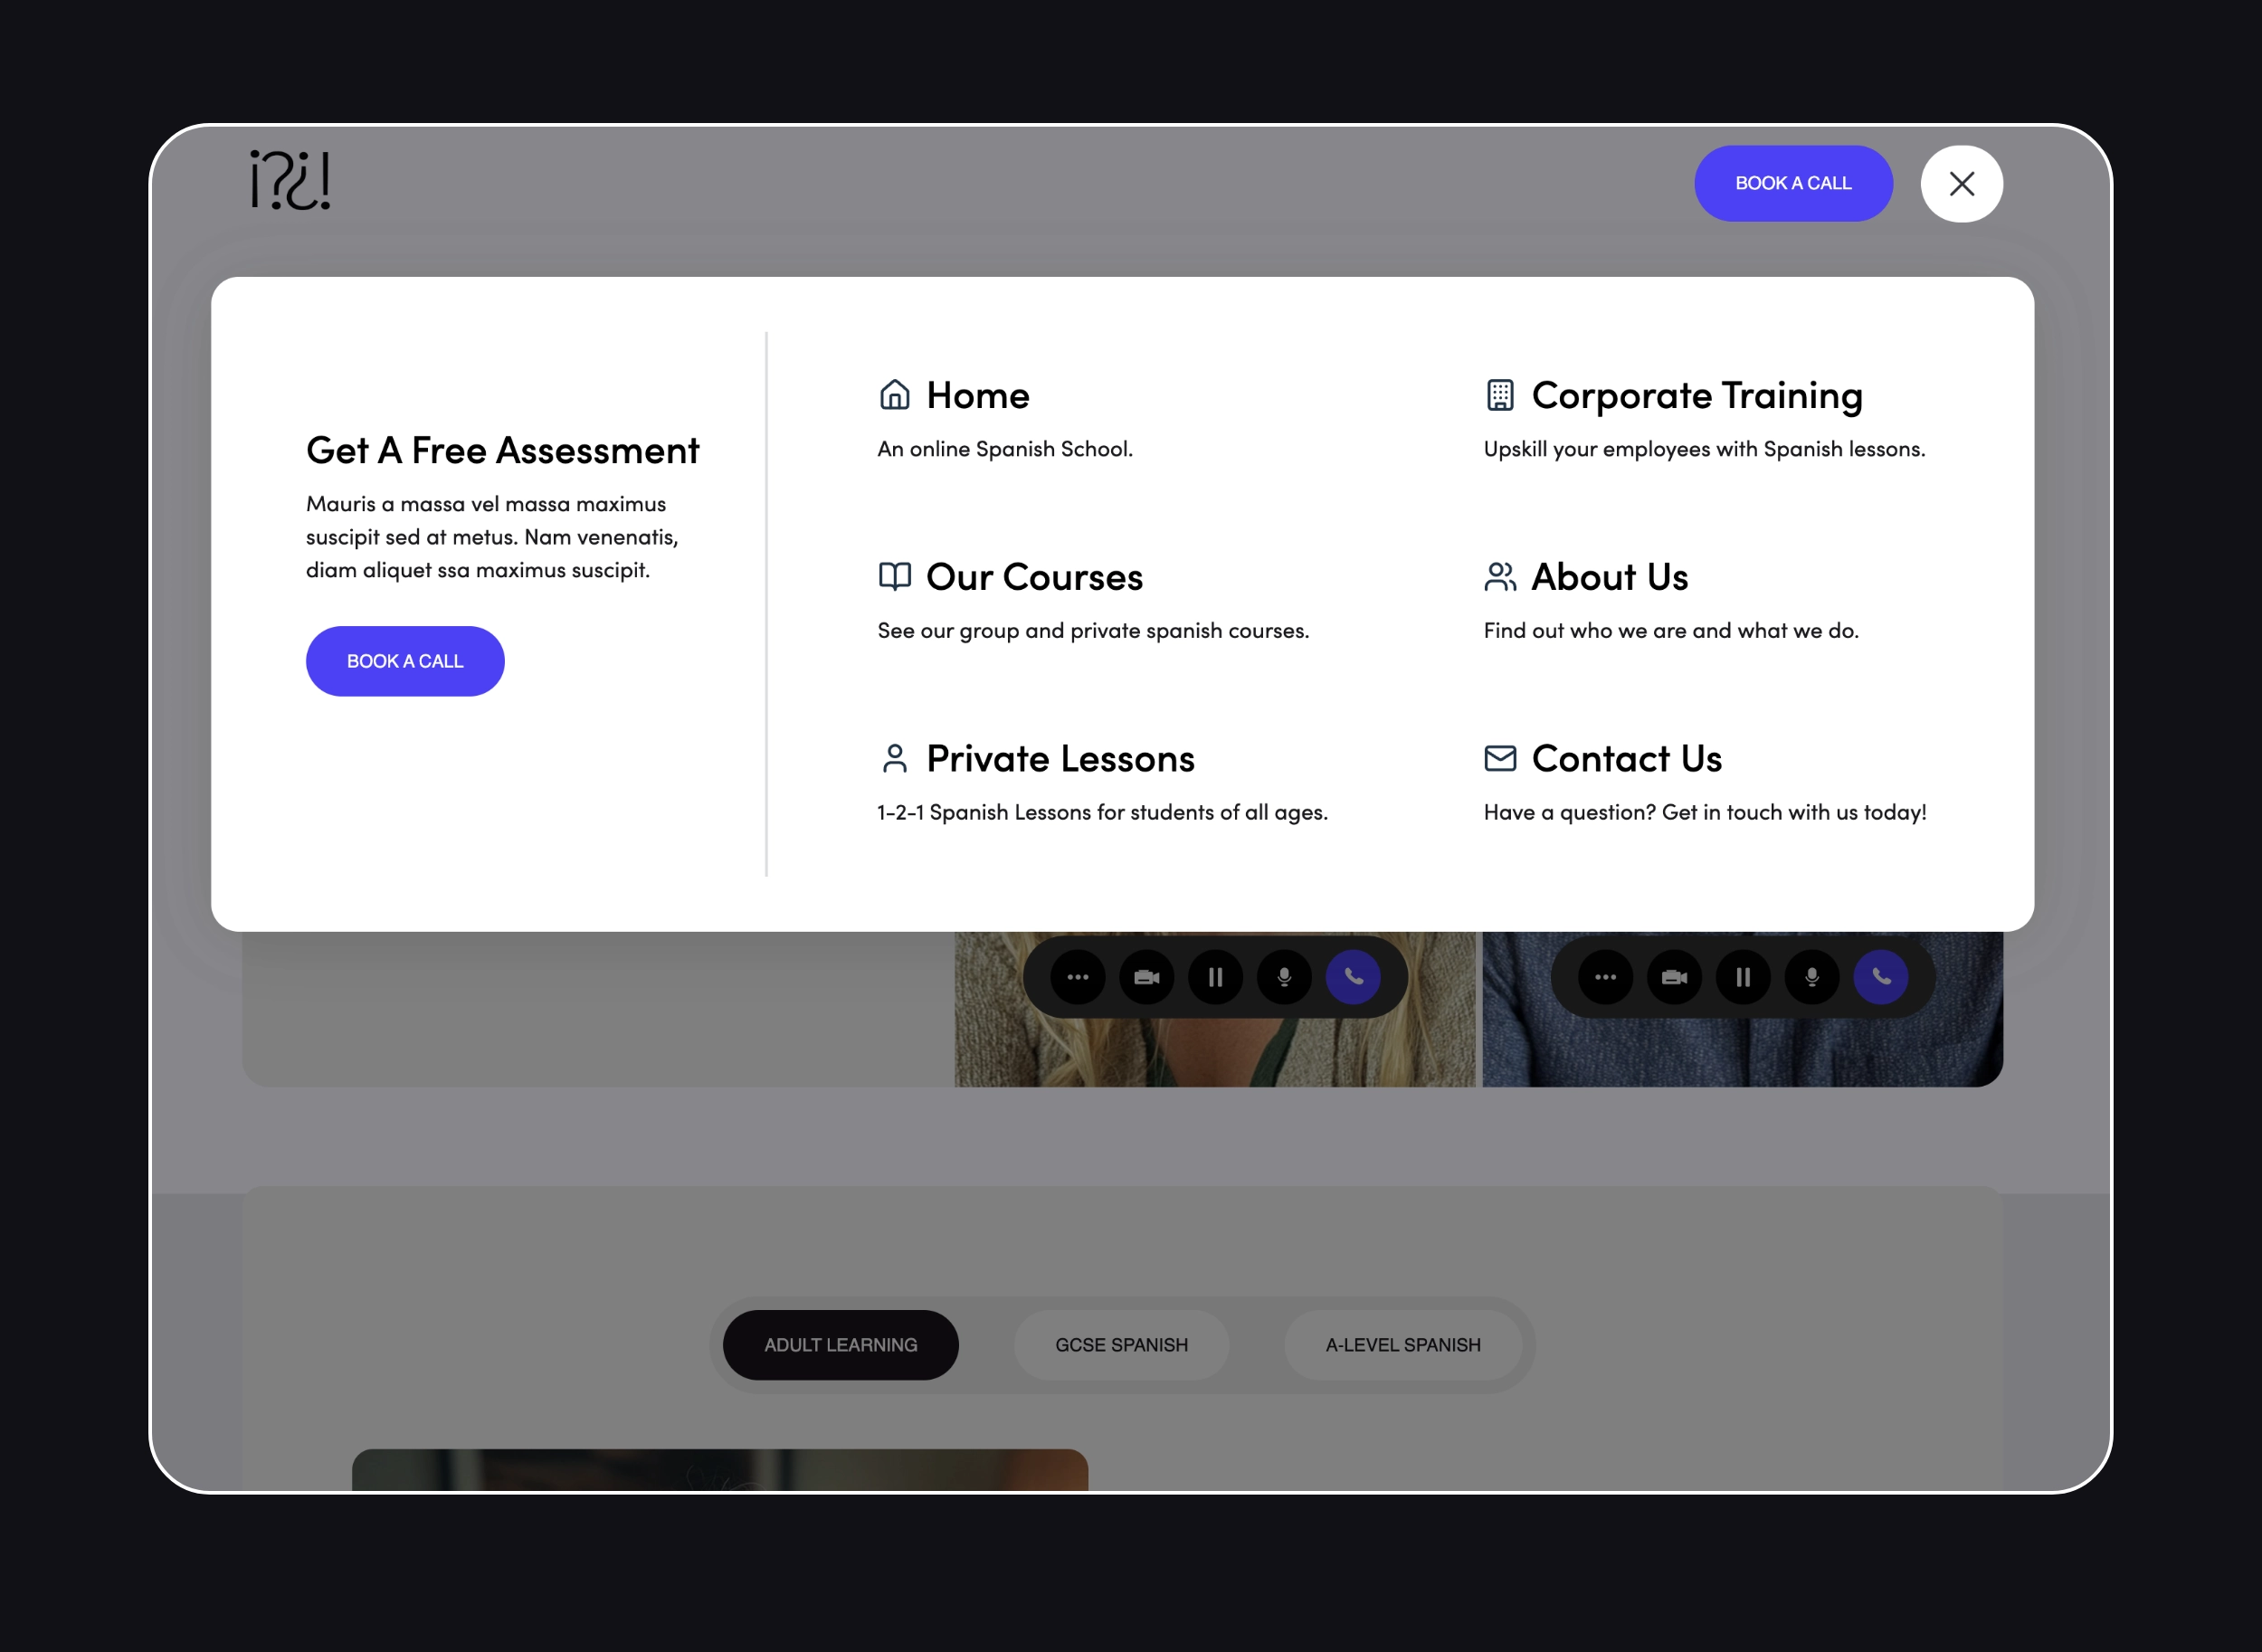 ¡?¿!
BOOK A CALL
Get A Free Assessment
Mauris a massa vel massa maximus
suscipit sed at metus. Nam venenatis,
diam aliquet ssa maximus suscipit.
BOOK A CALL
Home
An online Spanish School.
Our Courses
See our group and private spanish courses.
Private Lessons
1-2-1 Spanish Lessons for students of all ages.
Corporate Training
Upskill your employees with Spanish lessons.
About Us
Find out who we are and what we do.
Contact Us
Have a question? Get in touch with us today!
ADULT LEARNING
GCSE SPANISH
A-LEVEL SPANISH